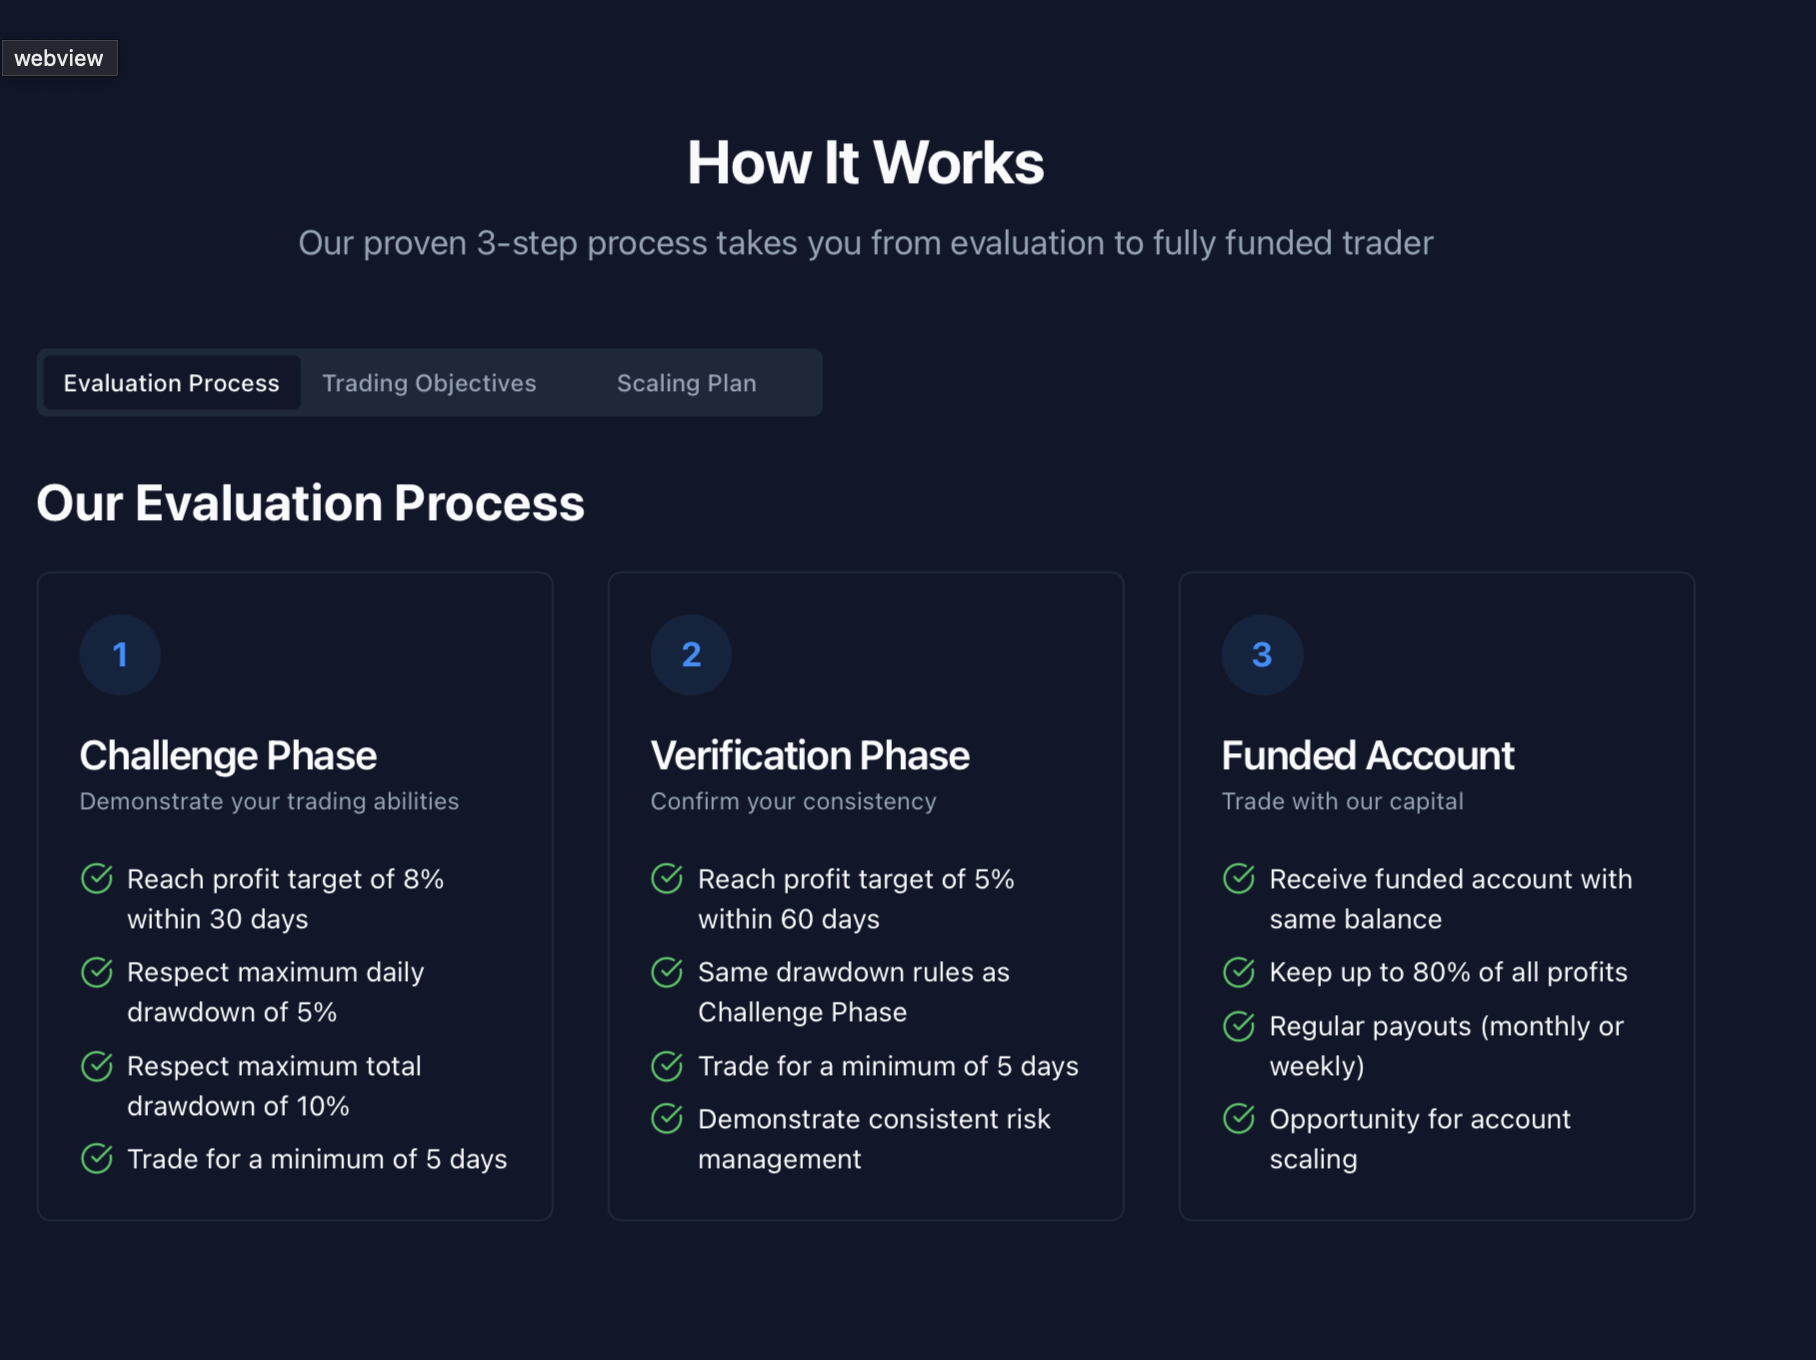 webview
How It Works
Our proven 3-step process takes you from evaluation to fully funded trader
Evaluation Process
Trading Objectives
Scaling Plan
Our Evaluation Process
1
Challenge Phase
Demonstrate your trading abilities
Reach profit target of 8%
within 30 days
Respect maximum daily
drawdown of 5%
Respect maximum total
drawdown of 10%
Trade for a minimum of 5 days
2
Verification Phase
Confirm your consistency
Reach profit target of 5%
within 60 days
Same drawdown rules as
Challenge Phase
Trade for a minimum of 5 days
Demonstrate consistent risk
management
3
Funded Account
Trade with our capital
Receive funded account with
same balance
Keep up to 80% of all profits
Regular payouts (monthly or
weekly)
Opportunity for account
scaling